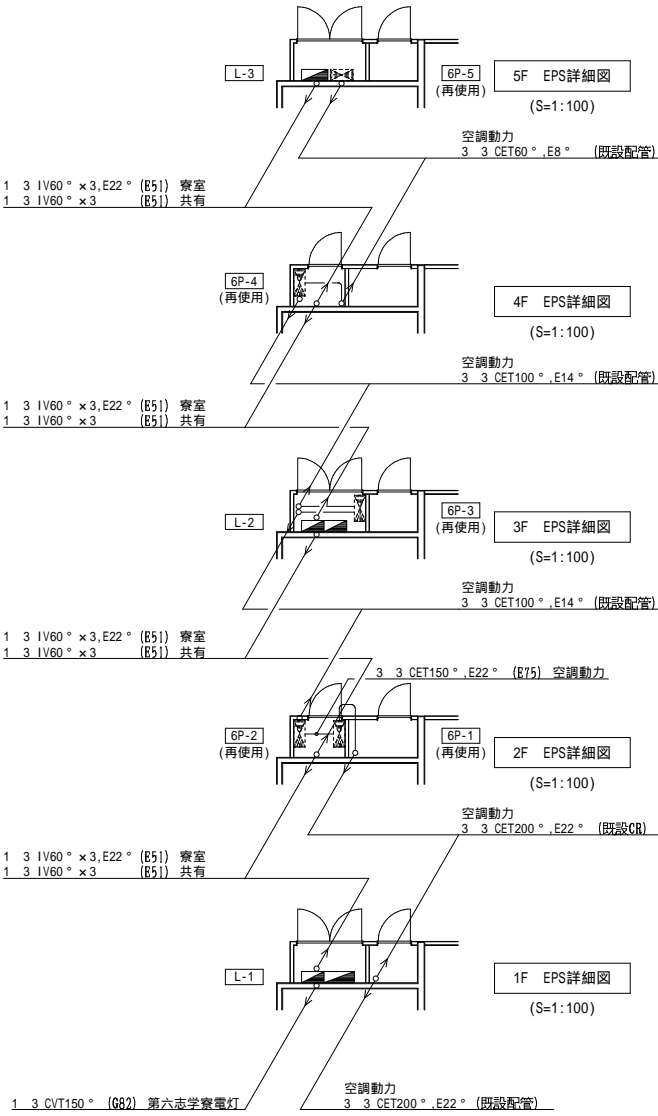 L-3
6P-5
(再使用)
5F EPS詳細図
(S=1:100)
空調動力
3 3 CET60°,E8° (既設配管)
1 3 IV60°×3,E22° (E51) 寮室
1 3 IV60°×3 (E51) 共有
6P-4
(再使用)
4F EPS詳細図
(S=1:100)
空調動力
3 3 CET100°,E14° (既設配管)
1 3 IV60°×3,E22° (E51) 寮室
1 3 IV60°×3 (E51) 共有
L-2
6P-3
(再使用)
3F EPS詳細図
(S=1:100)
空調動力
3 3 CET100°,E14° (既設配管)
1 3 IV60°×3,E22° (E51) 寮室
1 3 IV60°×3 (E51) 共有
3 3 CET150°,E22° (E75) 空調動力
6P-2
(再使用)
6P-1
(再使用)
2F EPS詳細図
(S=1:100)
空調動力
3 3 CET200°,E22° (既設CR)
1 3 IV60°×3,E22° (E51) 寮室
1 3 IV60°×3 (E51) 共有
L-1
1F EPS詳細図
(S=1:100)
1 3 CVT150° (G82) 第六志学寮電灯
空調動力
3 3 CET200°,E22° (既設配管)